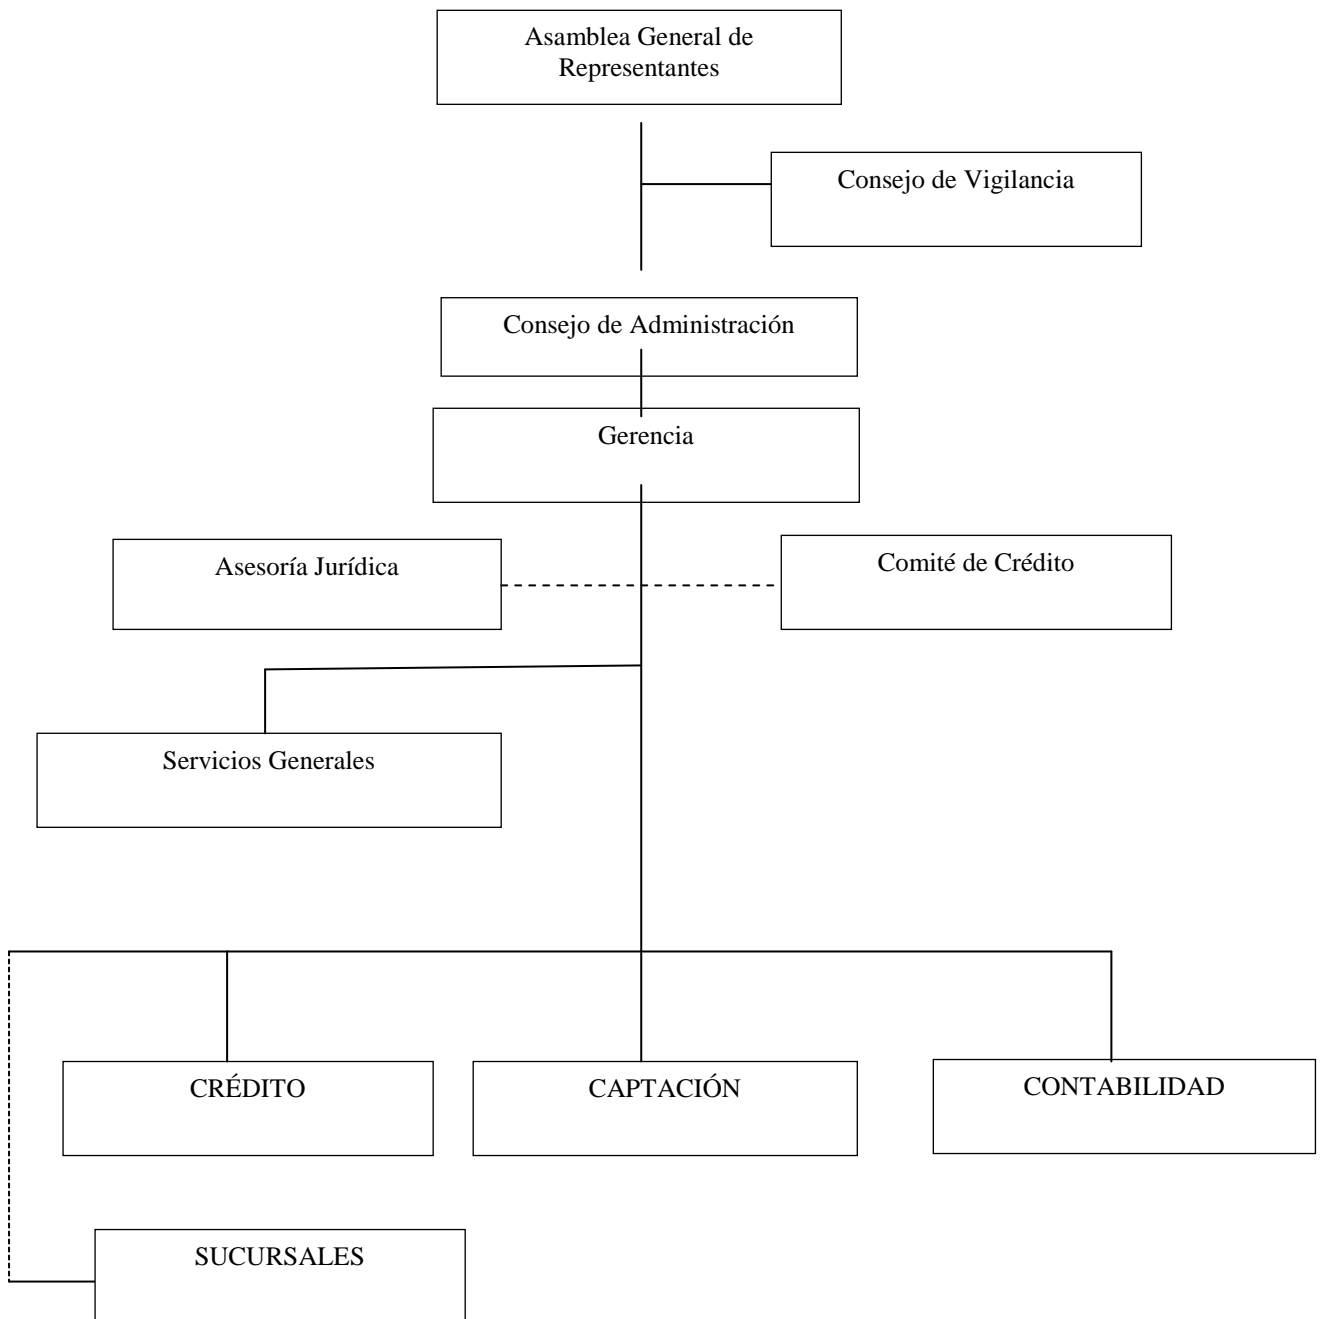 Asamblea General de
Representantes
Consejo de Vigilancia
Consejo de Administración
Gerencia
Asesoría Jurídica
Comité de Crédito
Servicios Generales
CRÉDITO
CAPTACIÓN
CONTABILIDAD
SUCURSALES